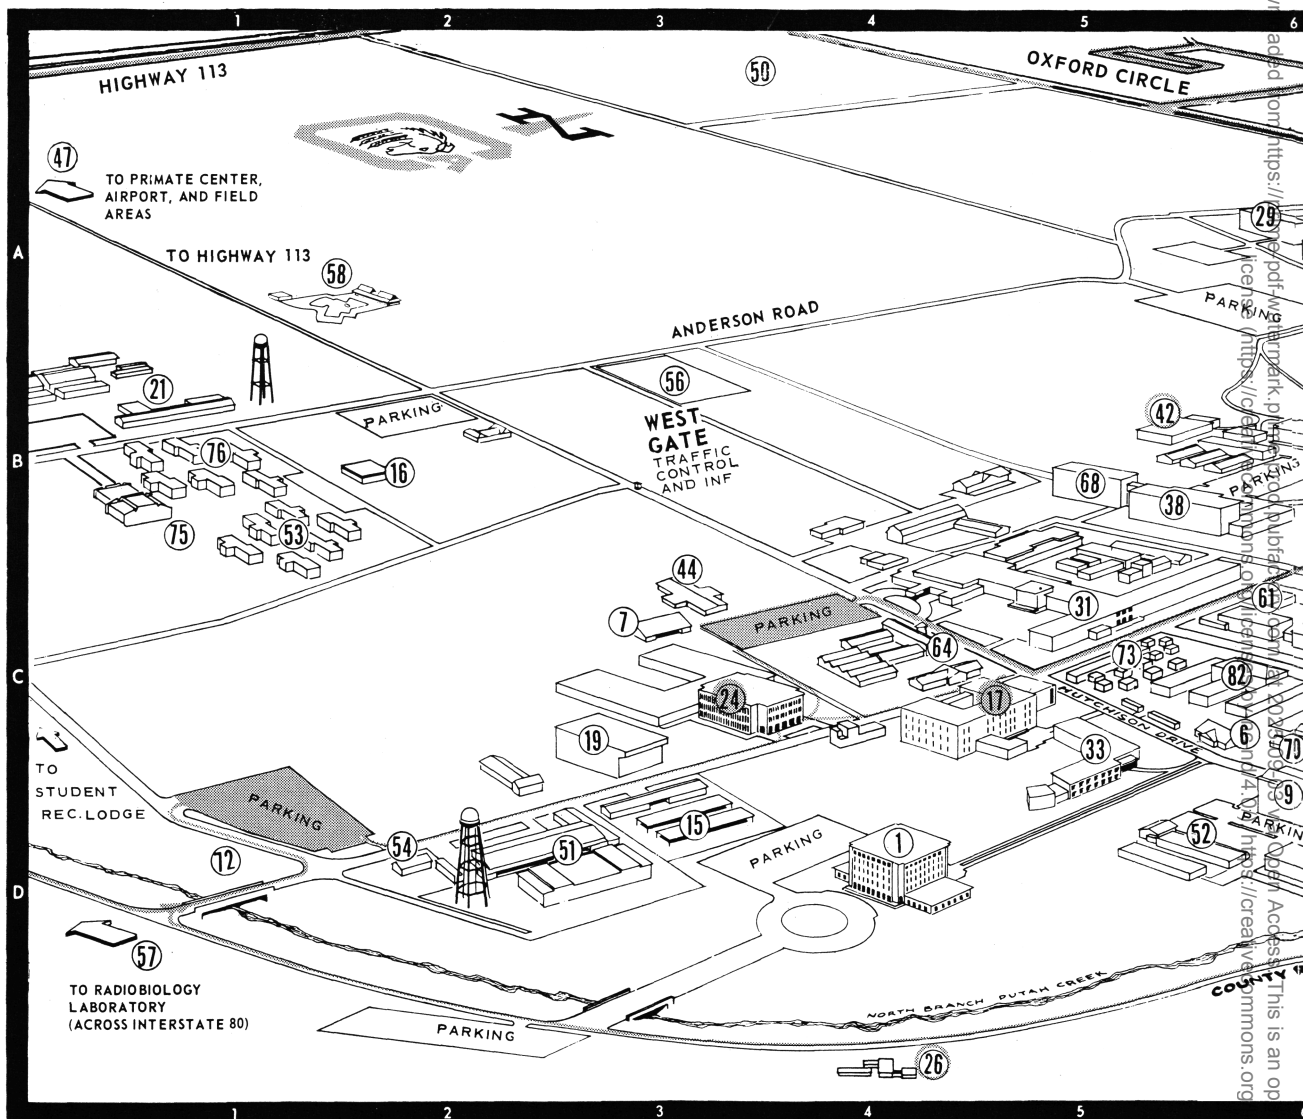 1 2 3 4 5 6
HIGHWAY 113
50
OXFORD CIRCLE
47
TO PRIMATE CENTER,
AIRPORT, AND FIELD
AREAS
29
A
TO HIGHWAY 113
58
PARKING
ANDERSON ROAD
21
56
PARKING
WEST
GATE
TRAFFIC
CONTROL
AND INF
42
B
76
16
68
38
PARKING
75
53
44
7
PARKING
31
61
64
73
C
24
17
82
HUTCHISON DRIVE
19
33
6
70
TO
STUDENT
REC. LODGE
PARKING
9
15
54
51
PARKING
1
52
PARKIN
72
D
57
TO RADIOBIOLOGY
LABORATORY
(ACROSS INTERSTATE 80)
PARKING
NORTH BRANCH PUTAH CREEK
COUNTY
26
1 2 3 4 5